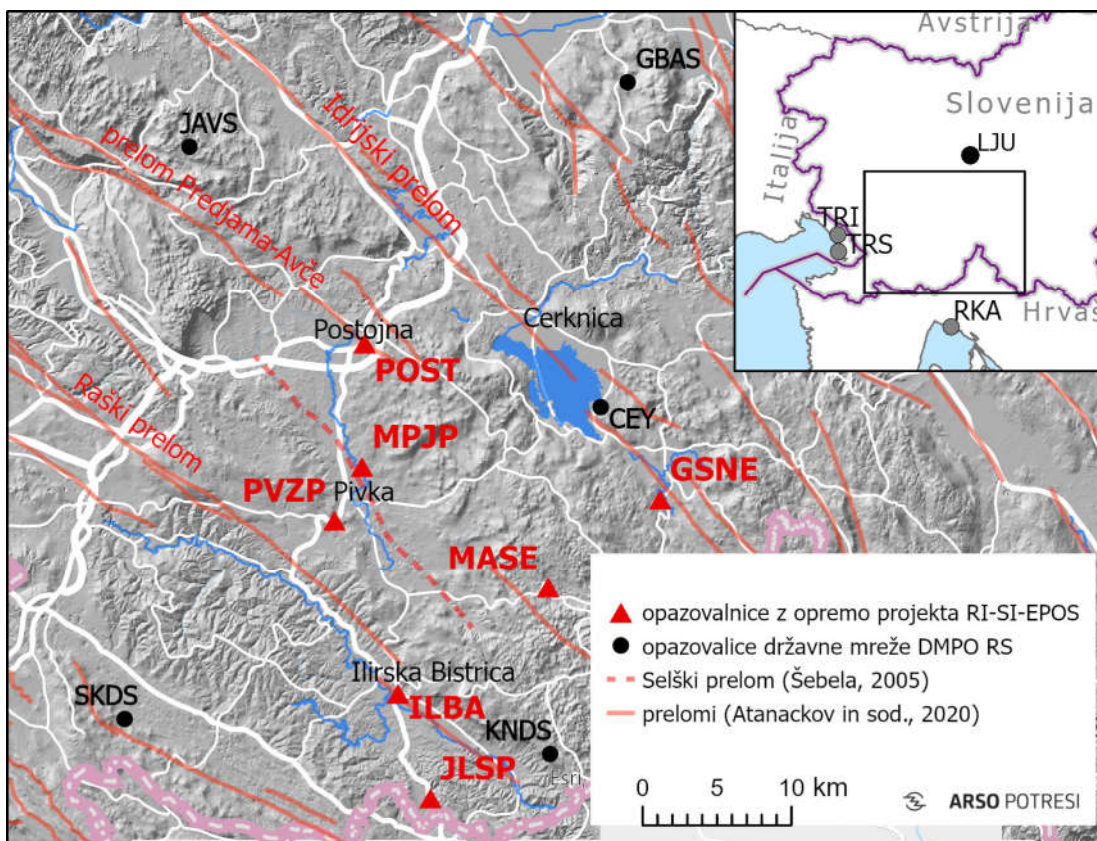 GBAS
JAVS
Idrijski prelom
prelom Predjama-Avče
Postojna
POST
Cerknica
CEY
Raški prelom
MPJP
PVZP
Pivka
GSNE
MASE
Ilirska Bistrica
ILBA
SKDS
KNDS
JLSP
Esri
Avstrija
Slovenija
Italija
LJU
TRI
TRS
RKA
Hrvaš
opazovalnice z opremo projekta RI-SI-EPOS
opazovalice državne mreže DMPO RS
Selški prelom (Šebela, 2005)
prelomi (Atanackov in sod., 2020)
0 5 10 km
ARSO POTRESI